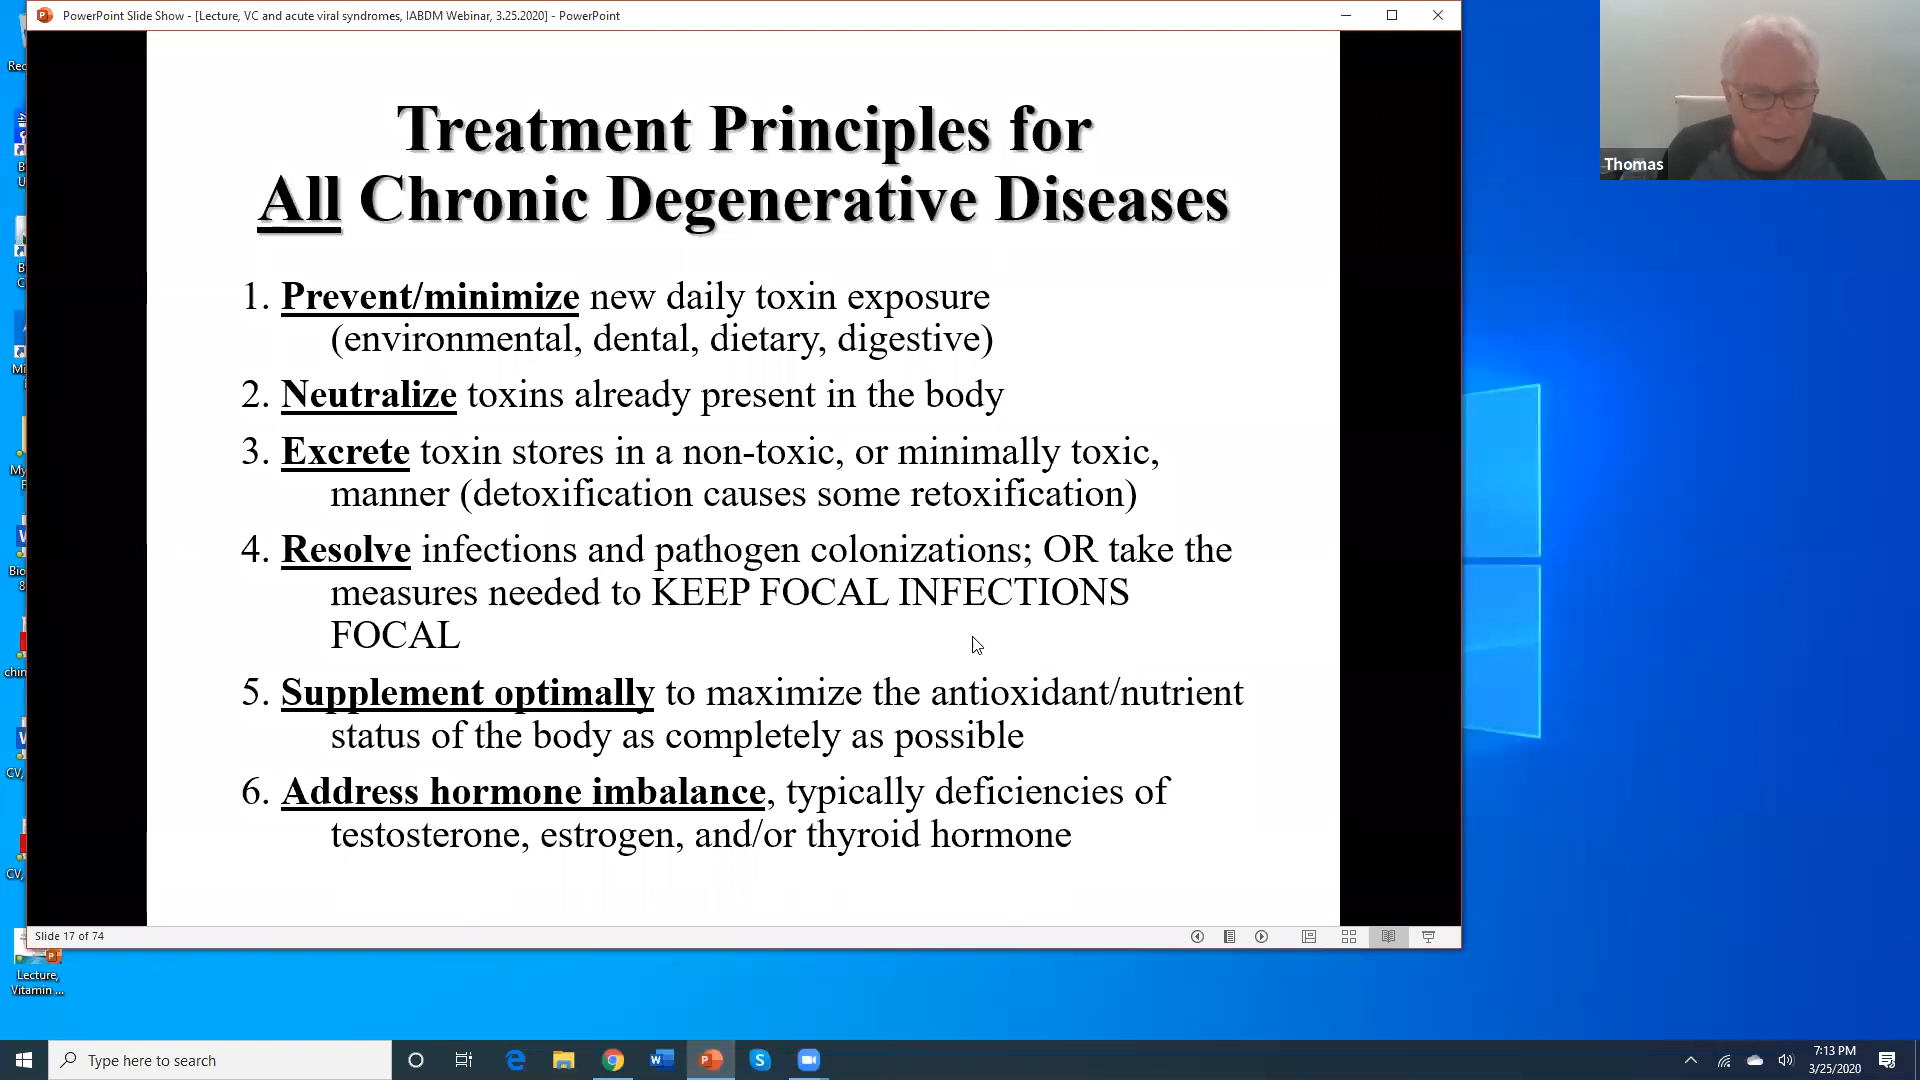 PowerPoint Slide Show - [Lecture, VC and acute viral syndromes, IABDM Webinar, 3.25.2020] - PowerPoint
Treatment Principles for
All Chronic Degenerative Diseases
1. Prevent/minimize new daily toxin exposure
(environmental, dental, dietary, digestive)
2. Neutralize toxins already present in the body
3. Excrete toxin stores in a non-toxic, or minimally toxic,
manner (detoxification causes some retoxification)
4. Resolve infections and pathogen colonizations; OR take the
measures needed to KEEP FOCAL INFECTIONS
FOCAL
5. Supplement optimally to maximize the antioxidant/nutrient
status of the body as completely as possible
6. Address hormone imbalance, typically deficiencies of
testosterone, estrogen, and/or thyroid hormone
Slide 17 of 74
Thomas
Lecture,
Vitamin ...
Type here to search
7:13 PM
3/25/2020